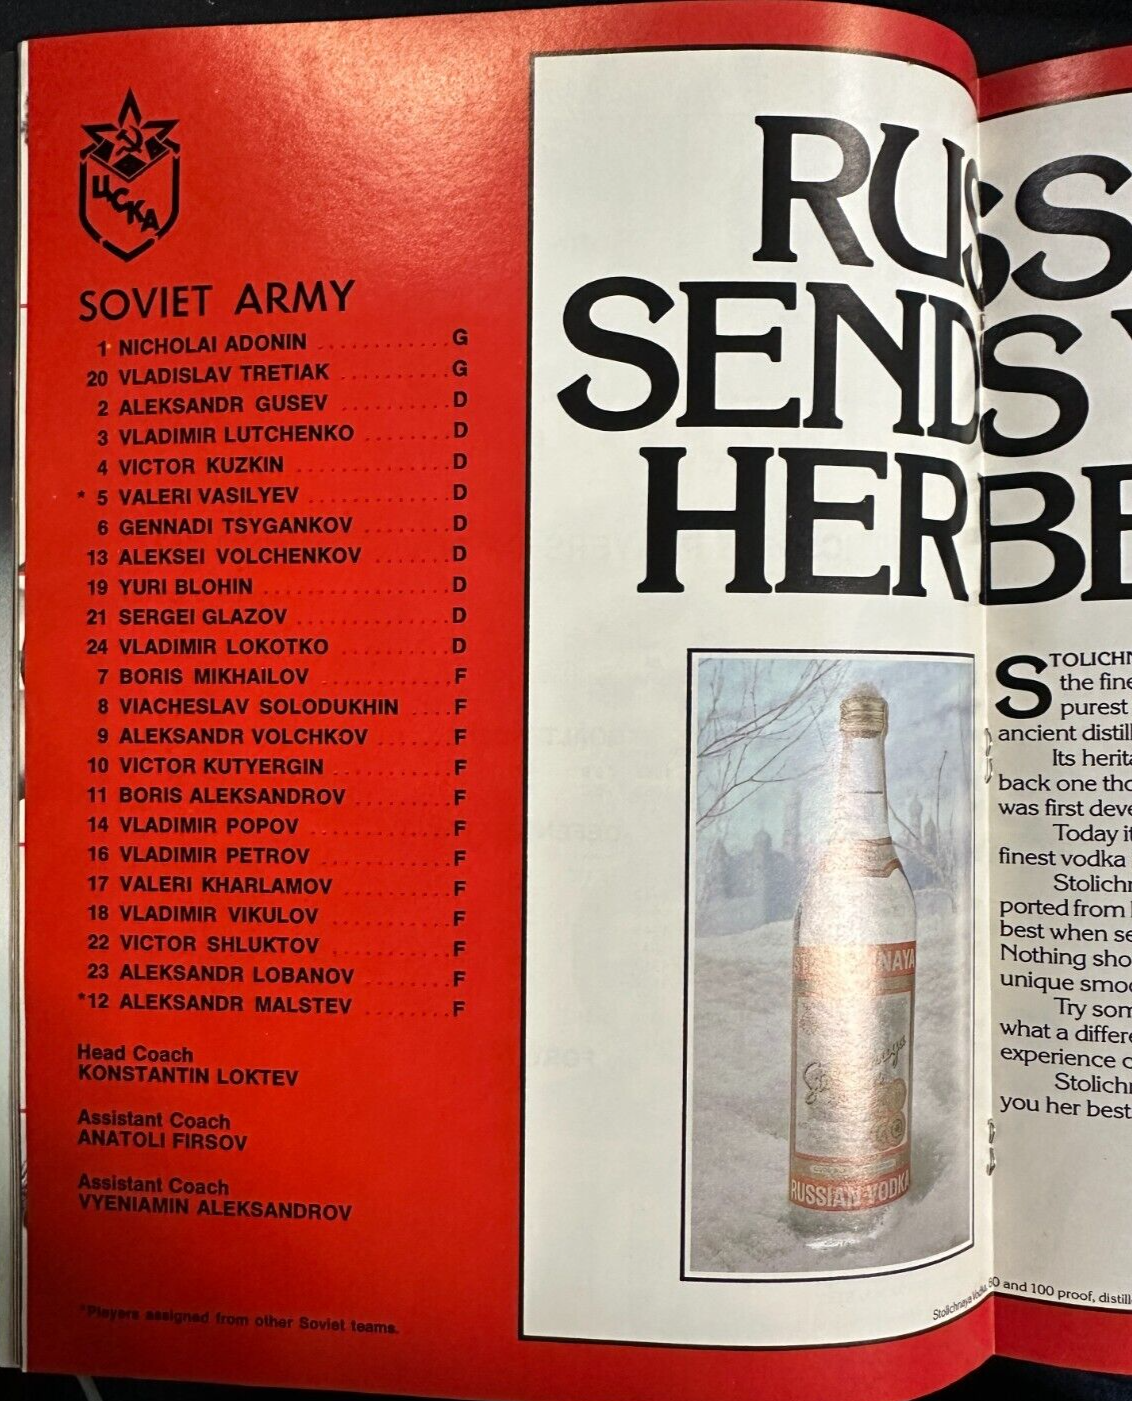 ЦСКА
SOVIET ARMY
1 NICHOLAI ADONIN ............ G
20 VLADISLAV TRETIAK .......... G
2 ALEKSANDR GUSEV .......... D
3 VLADIMIR LUTCHENKO ........ D
4 VICTOR KUZKIN .............. D
* 5 VALERI VASILYEV ............. D
6 GENNADI TSYGANKOV ........ D
13 ALEKSEI VOLCHENKOV ........ D
19 YURI BLOHIN ................. D
21 SERGEI GLAZOV .............. D
24 VLADIMIR LOKOTKO .......... D
7 BORIS MIKHAILOV ............ F
8 VIACHESLAV SOLODUKHIN .... F
9 ALEKSANDR VOLCHKOV ....... F
10 VICTOR KUTYERGIN .......... F
11 BORIS ALEKSANDROV ........ F
14 VLADIMIR POPOV ............ F
16 VLADIMIR PETROV ........... F
17 VALERI KHARLAMOV ......... F
18 VLADIMIR VIKULOV .......... F
22 VICTOR SHLUKTOV .......... F
23 ALEKSANDR LOBANOV ....... F
*12 ALEKSANDR MALSTEV ....... F
Head Coach
KONSTANTIN LOKTEV
Assistant Coach
ANATOLI FIRSOV
Assistant Coach
VYENIAMIN ALEKSANDROV
*Players assigned from other Soviet teams.
RUSS
SENDS
HERBE
RUSSIAN VODKA
STOLICHN
the fine
purest
ancient distill
Its herita
back one tho
was first deve
Today it
finest vodka
Stolichn
ported from
best when se
Nothing sho
unique smoo
Try som
what a differe
experience o
Stolichn
you her best
Stolichnaya Vodka. 80 and 100 proof, distill